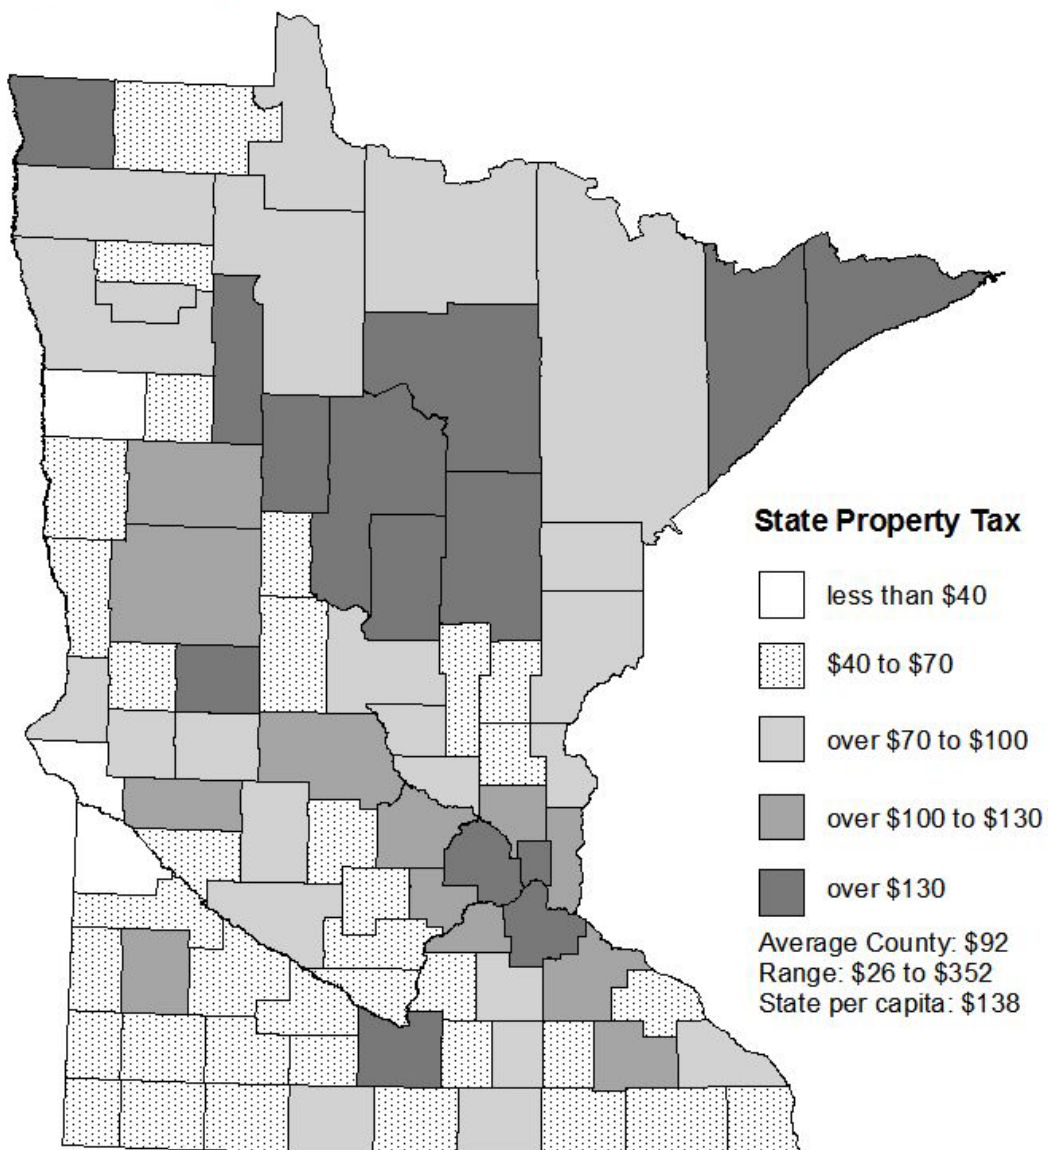 State Property Tax
less than $40
$40 to $70
over $70 to $100
over $100 to $130
over $130
Average County: $92
Range: $26 to $352
State per capita: $138